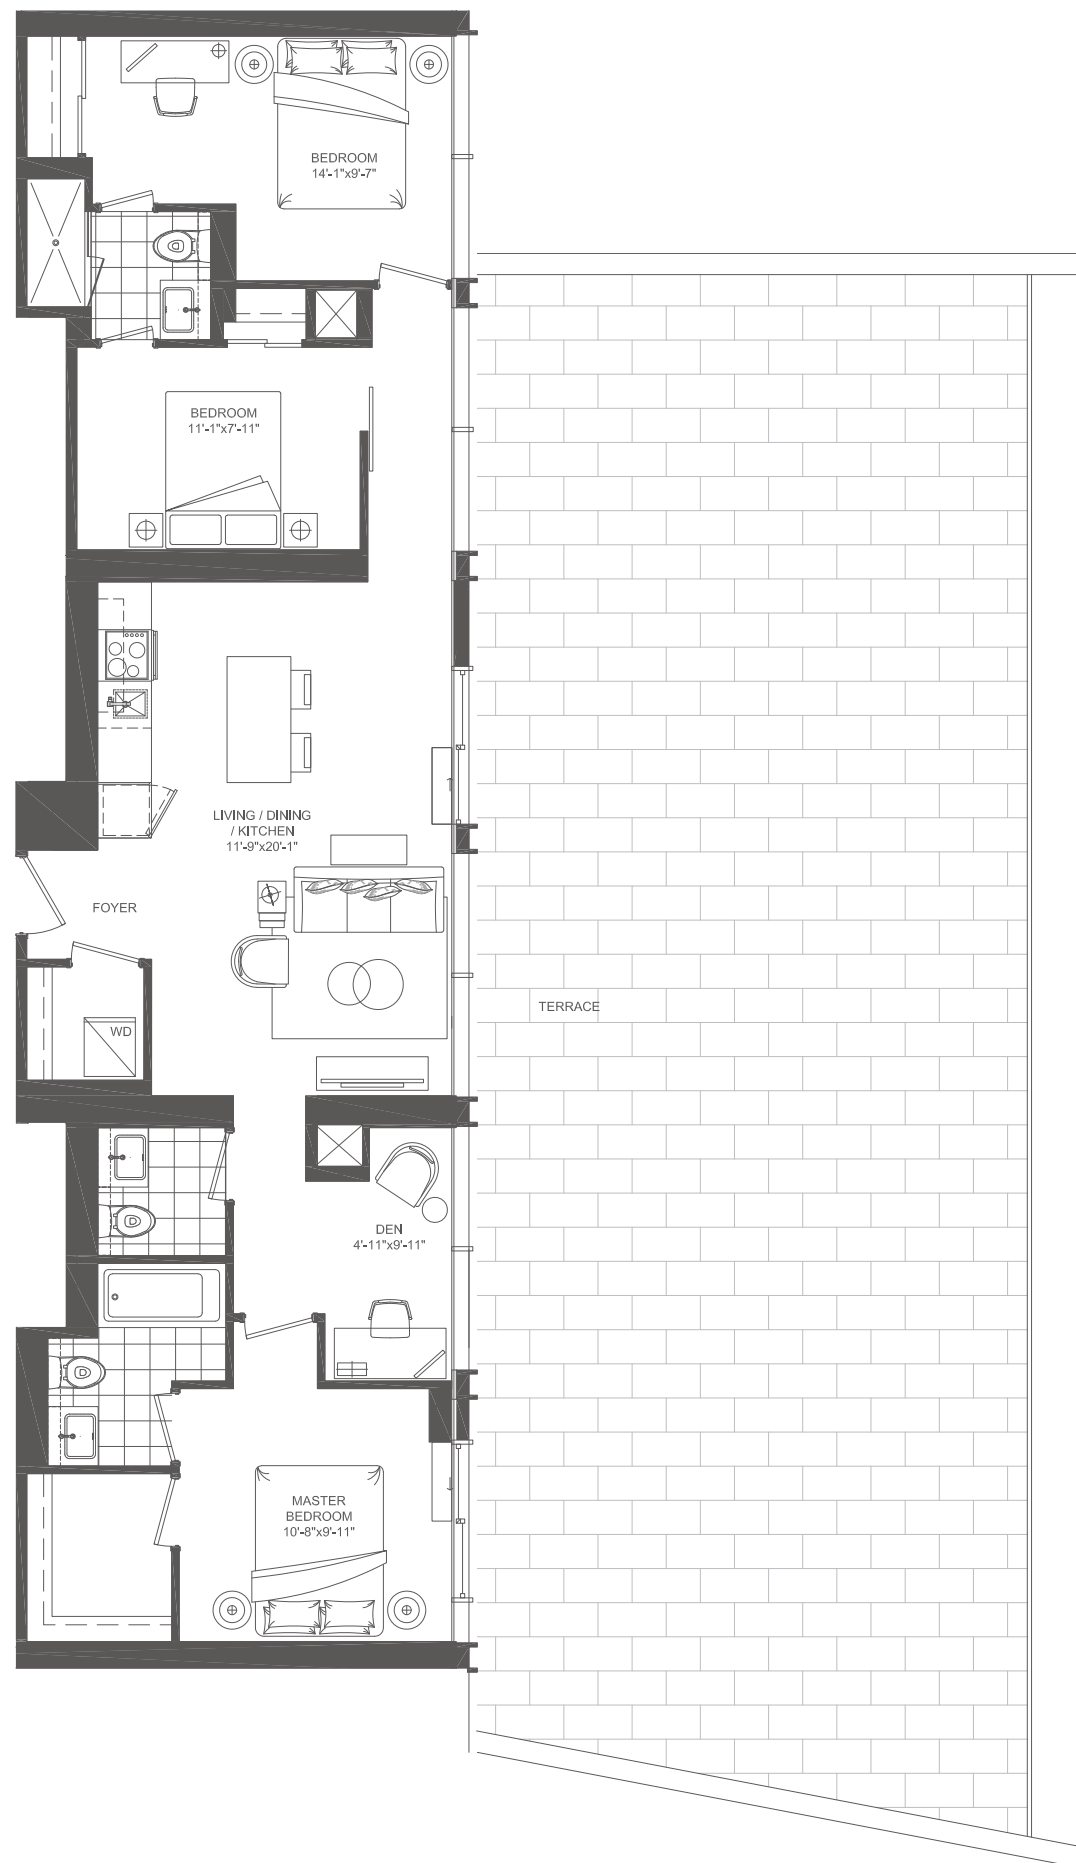 BEDROOM
14'-1"x9'-7"
BEDROOM
11'-1"x7'-11"
LIVING / DINING
/ KITCHEN
11'-9"x20'-1"
FOYER
WD
TERRACE
DEN
4'-11"x9'-11"
MASTER
BEDROOM
10'-8"x9'-11"